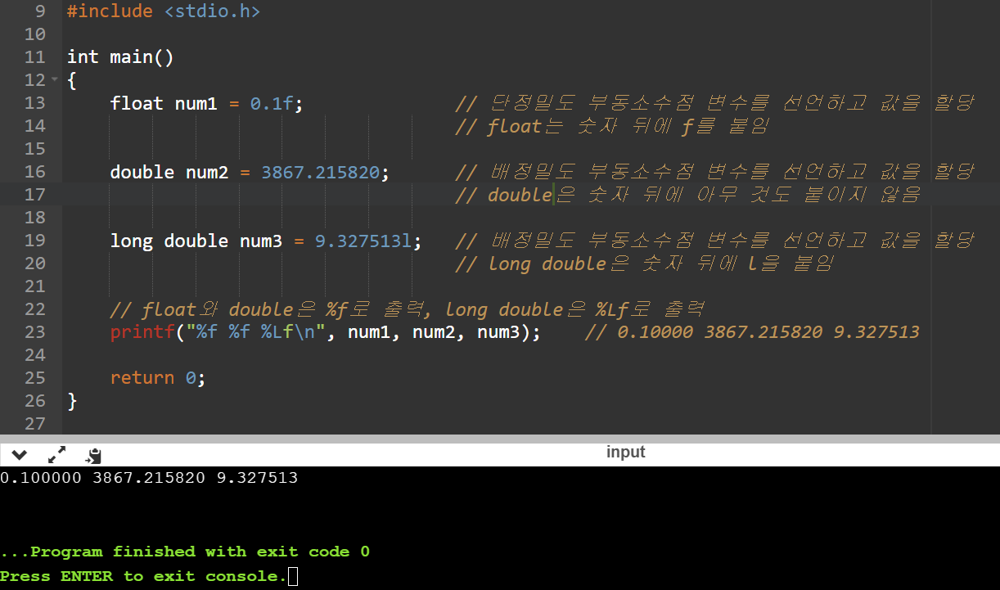 9 #include <stdio.h>
10
11 int main()
12 {
13 float num1 = 0.1f; // 단정밀도 부동소수점 변수를 선언하고 값을 할당
14 // float는 숫자 뒤에 f를 붙임
15
16 double num2 = 3867.215820; // 배정밀도 부동소수점 변수를 선언하고 값을 할당
17 // double은 숫자 뒤에 아무 것도 붙이지 않음
18
19 long double num3 = 9.327513l; // 배정밀도 부동소수점 변수를 선언하고 값을 할당
20 // long double은 숫자 뒤에 l을 붙임
21
22 // float와 double은 %f로 출력, long double은 %Lf로 출력
23 printf("%f %f %Lf\n", num1, num2, num3); // 0.10000 3867.215820 9.327513
24
25 return 0;
26 }
27
input
0.100000 3867.215820 9.327513
...Program finished with exit code 0
Press ENTER to exit console.